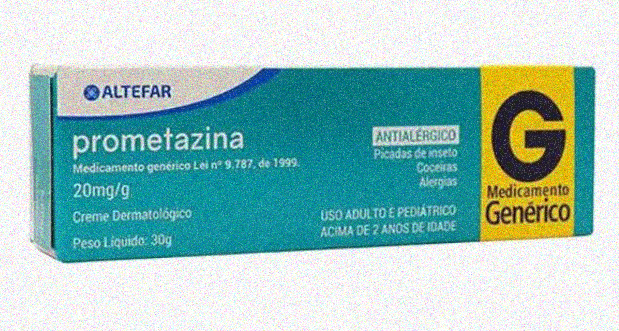 ALTEFAR
prometazina
Medicamento genérico Lei nº 9.787, de 1999.
20mg/g
Creme Dermatológico
Peso Líquido: 30g
ANTIALÉRGICO
Picadas de inseto
Coceiras
Alergias
USO ADULTO E PEDIÁTRICO
ACIMA DE 2 ANOS DE IDADE
G
Medicamento
Genérico